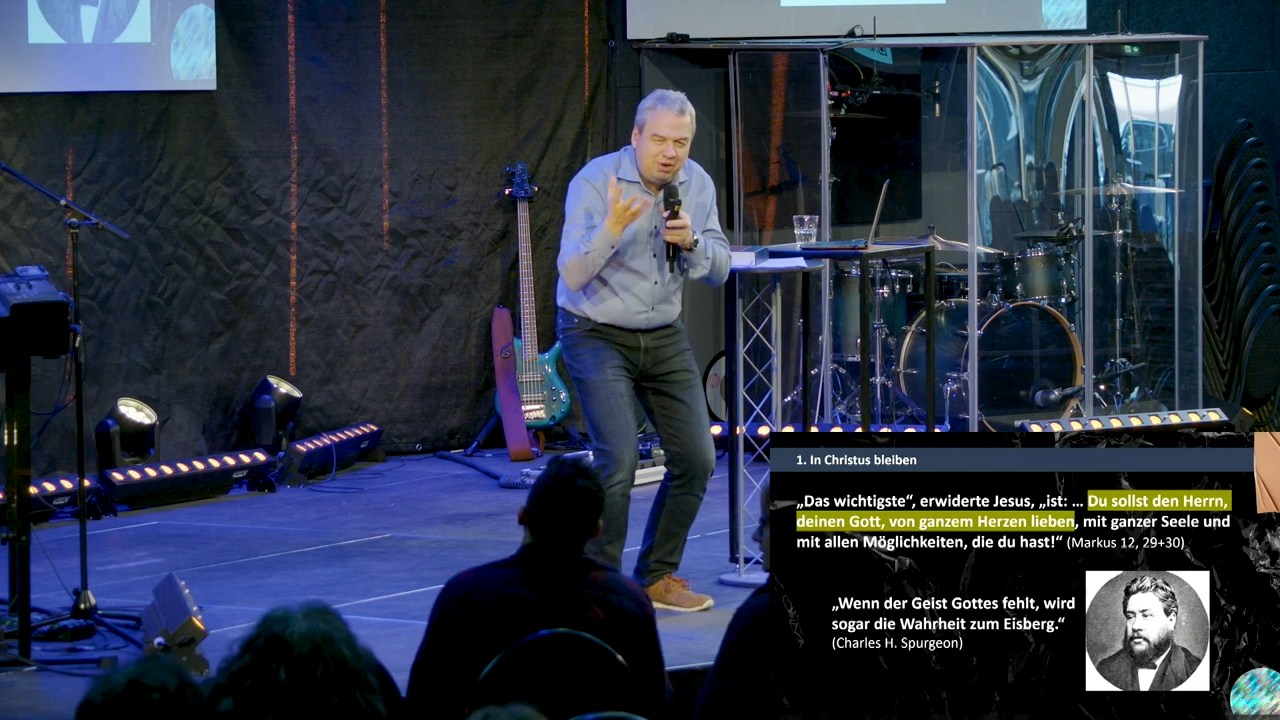 1. In Christus bleiben
„Das wichtigste“, erwiderte Jesus, „ist: ... Du sollst den Herrn,
deinen Gott, von ganzem Herzen lieben, mit ganzer Seele und
mit allen Möglichkeiten, die du hast!“ (Markus 12, 29+30)
„Wenn der Geist Gottes fehlt, wird
sogar die Wahrheit zum Eisberg.“
(Charles H. Spurgeon)